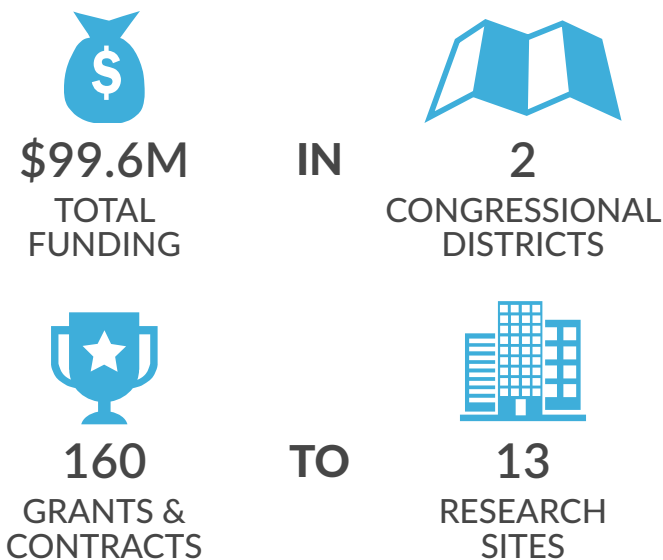 $
$99.6M
TOTAL
FUNDING
IN
2
CONGRESSIONAL
DISTRICTS
160
GRANTS &
CONTRACTS
TO
13
RESEARCH
SITES